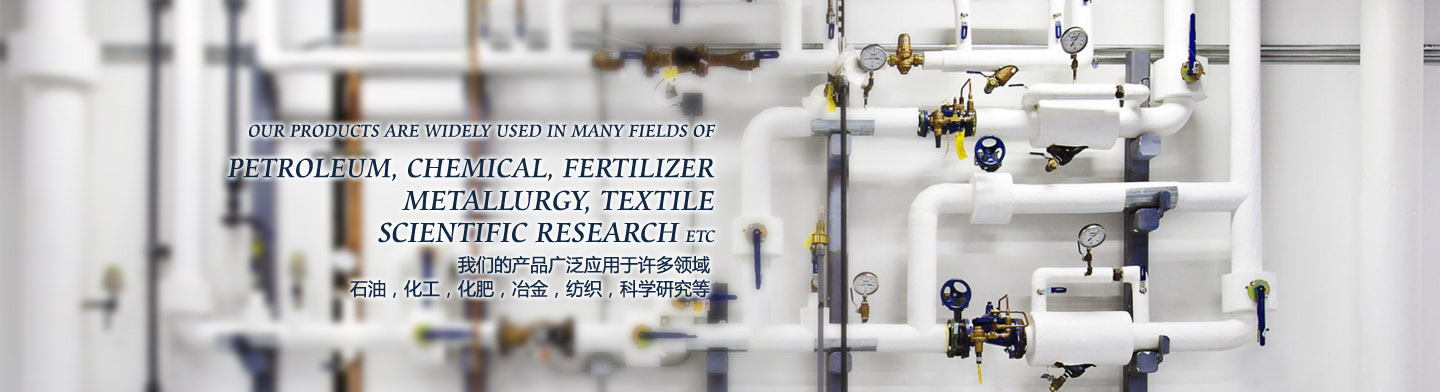 OUR PRODUCTS ARE WIDELY USED IN MANY FIELDS OF
PETROLEUM, CHEMICAL, FERTILIZER
METALLURGY, TEXTILE
SCIENTIFIC RESEARCH ETC
我们的产品广泛应用于许多领域
石油，化工，化肥，冶金，纺织，科学研究等